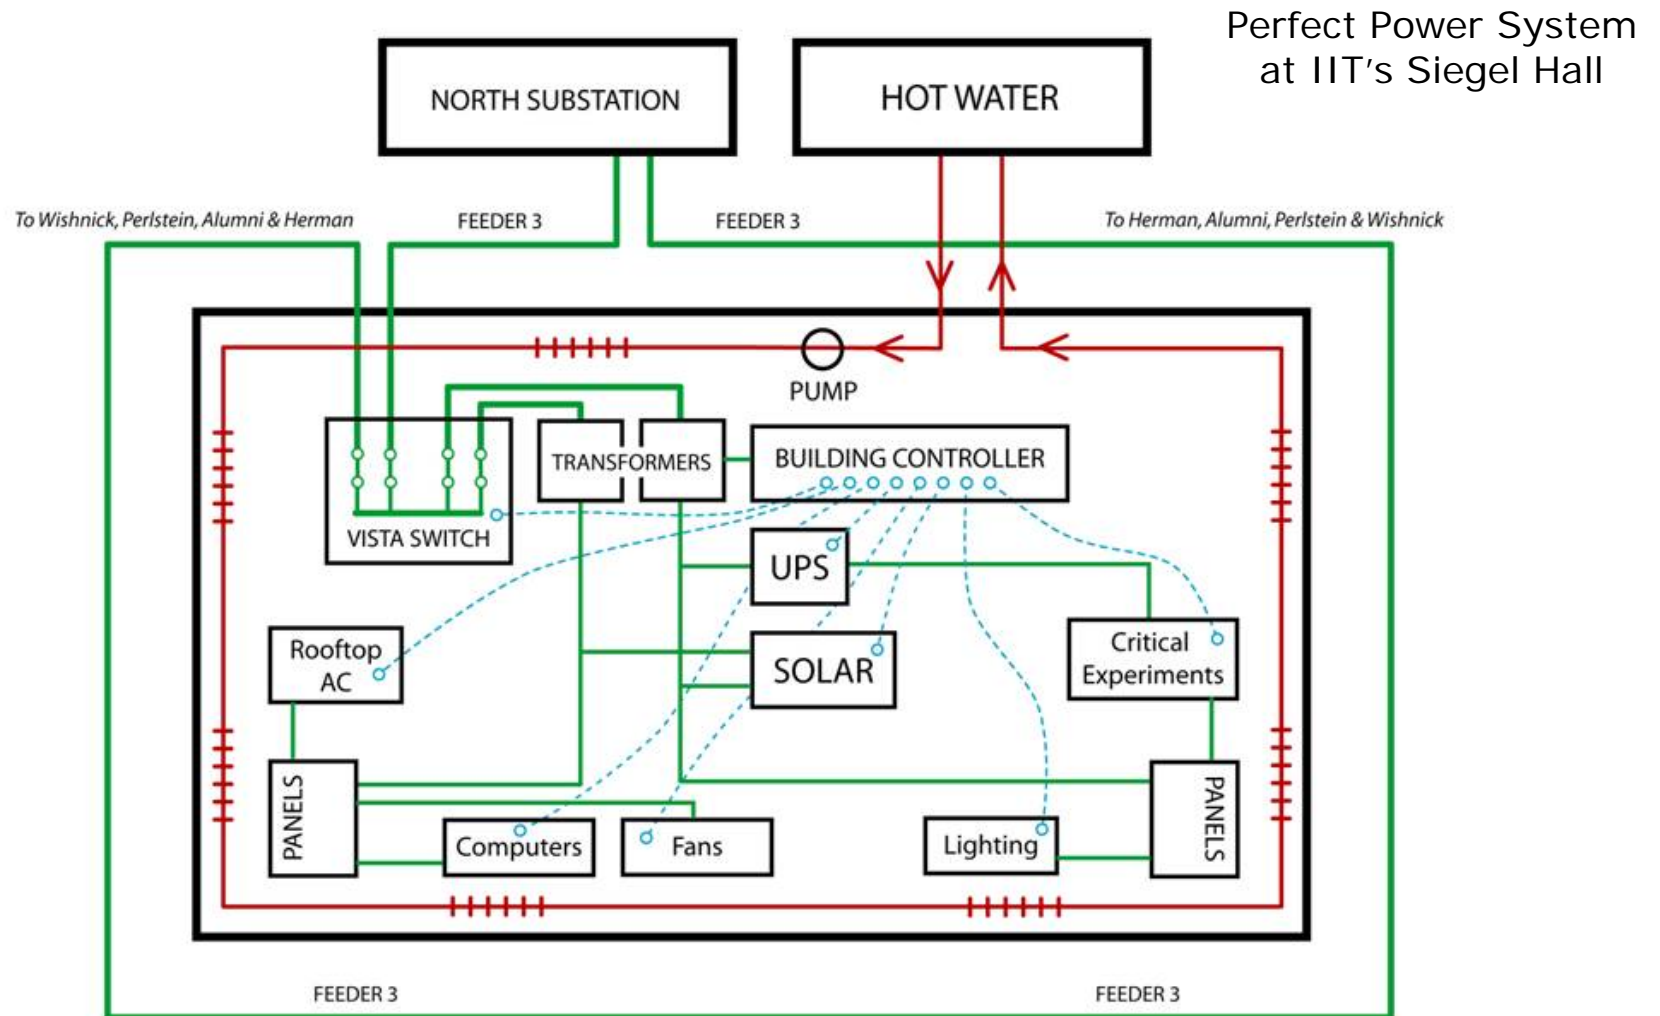 Perfect Power System
at IIT's Siegel Hall
NORTH SUBSTATION
HOT WATER
To Wishnick, Perlstein, Alumni & Herman
FEEDER 3
FEEDER 3
To Herman, Alumni, Perlstein & Wishnick
PUMP
TRANSFORMERS
BUILDING CONTROLLER
VISTA SWITCH
UPS
Rooftop
AC
SOLAR
Critical
Experiments
PANELS
Computers
Fans
Lighting
PANELS
FEEDER 3
FEEDER 3